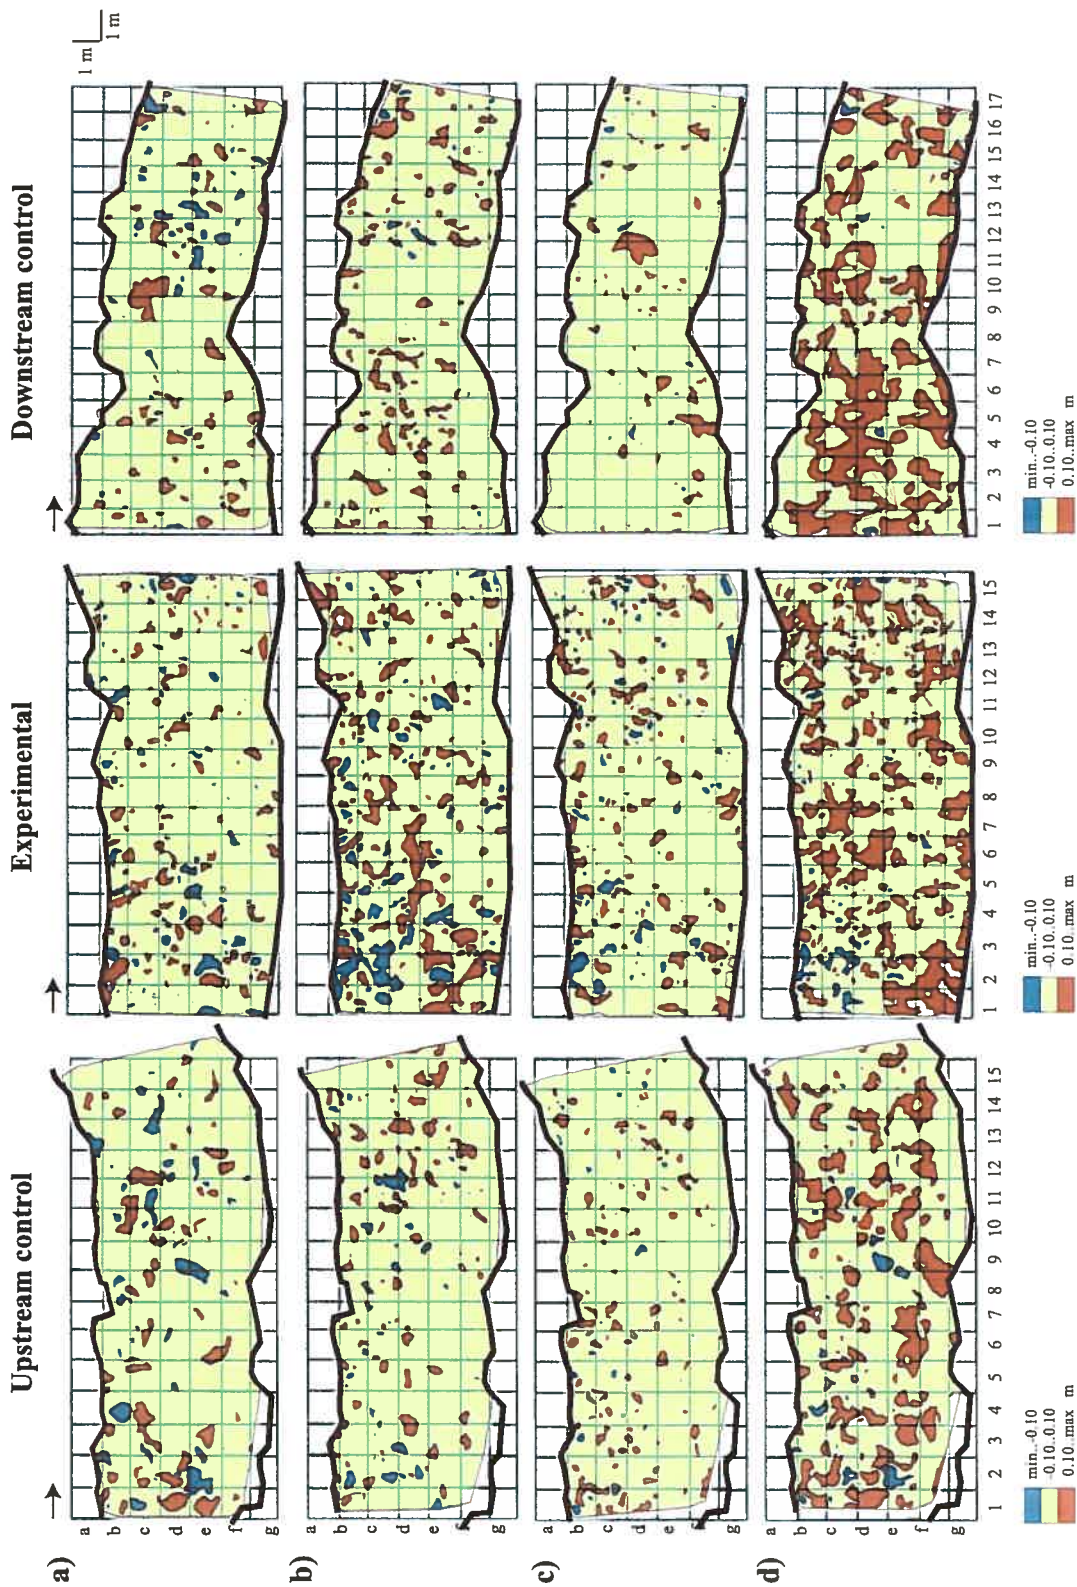 Upstream control
Experimental
Downstream control
1 m
1 m
a)
a
b
c
d
e
f
g
b)
a
b
c
d
e
f
g
c)
a
b
c
d
e
f
g
d)
a
b
c
d
e
f
g
1 2 3 4 5 6 7 8 9 10 11 12 13 14 15
1 2 3 4 5 6 7 8 9 10 11 12 13 14 15
1 2 3 4 5 6 7 8 9 10 11 12 13 14 15 16 17
min..-0.10
-0.10..0.10
0.10..max m
min..-0.10
-0.10..0.10
0.10..max m
min..-0.10
-0.10..0.10
0.10..max m